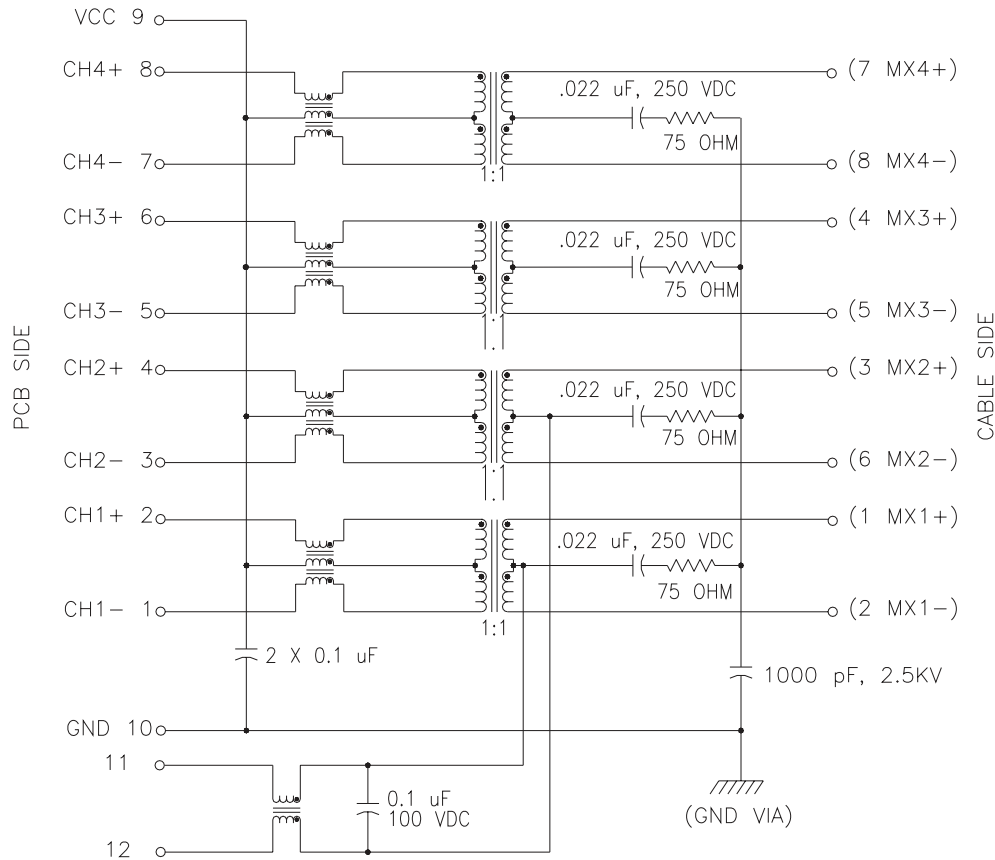 VCC 9
CH4+ 8
(7 MX4+)
.022 uF, 250 VDC
75 OHM
CH4- 7
(8 MX4-)
1:1
CH3+ 6
(4 MX3+)
.022 uF, 250 VDC
75 OHM
CH3- 5
(5 MX3-)
1:1
PCB SIDE
CABLE SIDE
CH2+ 4
(3 MX2+)
.022 uF, 250 VDC
75 OHM
CH2- 3
(6 MX2-)
1:1
CH1+ 2
(1 MX1+)
.022 uF, 250 VDC
75 OHM
CH1- 1
(2 MX1-)
1:1
2 X 0.1 uF
1000 pF, 2.5KV
GND 10
11
0.1 uF
100 VDC
(GND VIA)
12